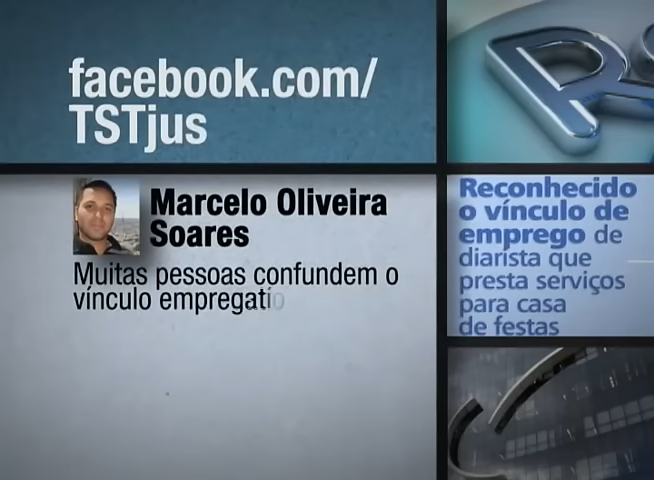 facebook.com/
TSTjus
Marcelo Oliveira
Soares
Muitas pessoas confundem o
vínculo empregatio
Reconhecido
o vínculo de
emprego de
diarista que
presta serviços
para casa
de festas